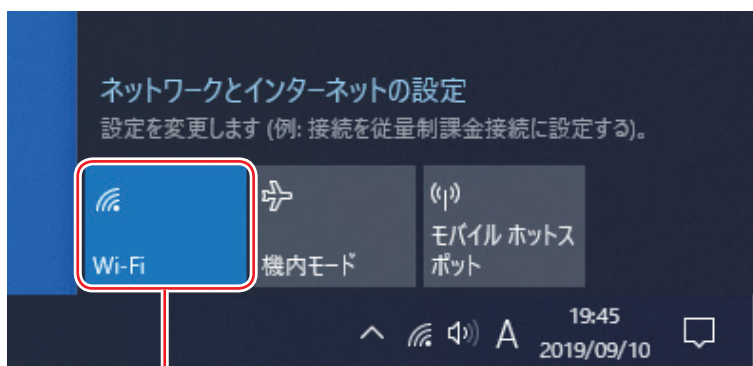 ネットワークとインターネットの設定
設定を変更します (例: 接続を従量制課金接続に設定する)。
Wi-Fi
機内モード
モバイル ホットス
ポット
A
19:45
2019/09/10